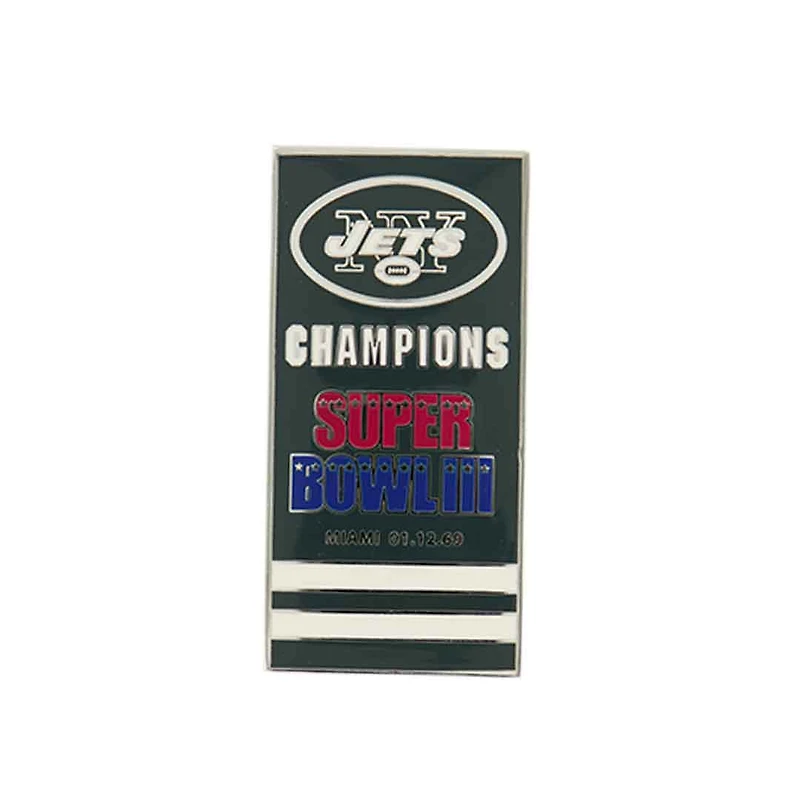 NY
JETS
CHAMPIONS
SUPER
BOWL III
MIAMI 01.12.69